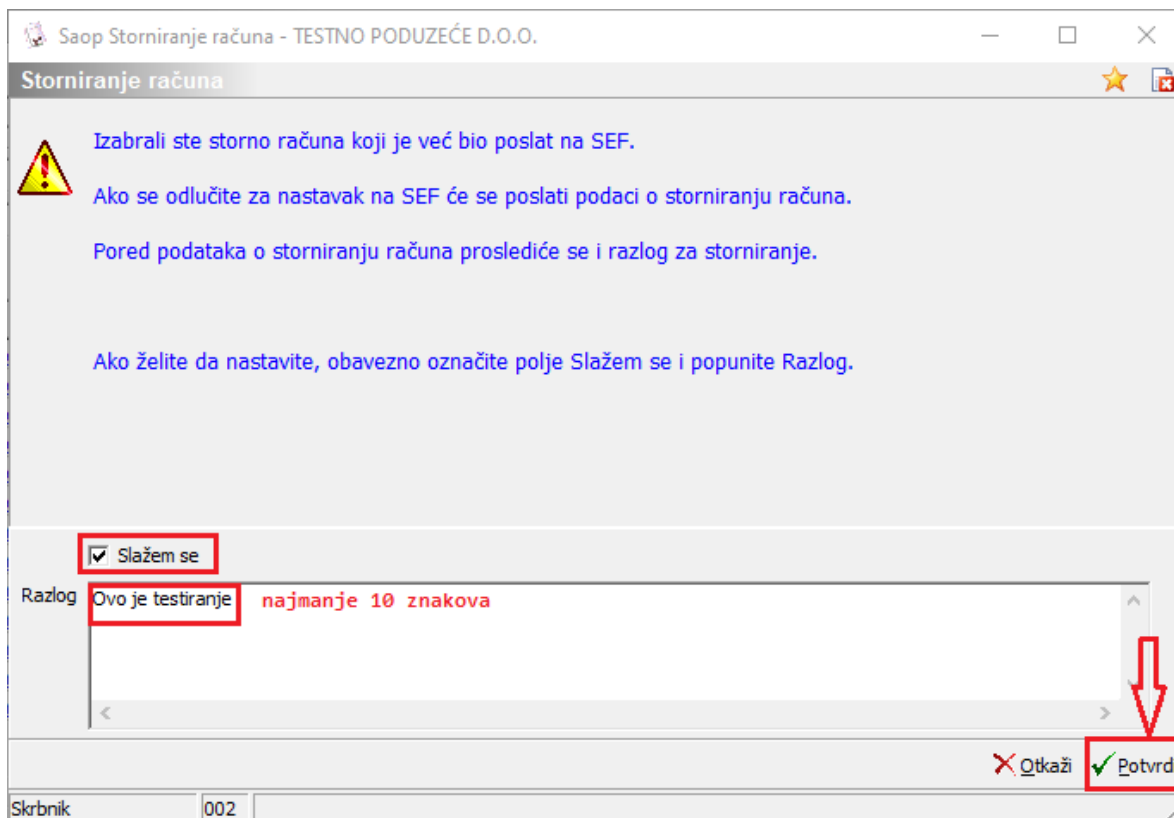 Saop Storniranje računa - TESTNO PODUZEĆE D.O.O.
Storniranje računa
Izabrali ste storno računa koji je već bio poslat na SEF.
Ako se odlučite za nastavak na SEF će se poslati podaci o storniranju računa.
Pored podataka o storniranju računa proslediće se i razlog za storniranje.
Ako želite da nastavite, obavezno označite polje Slažem se i popunite Razlog.
Slažem se
Razlog Ovo je testiranje najmanje 10 znakova
Otkaži Potvrd
Skrbnik 002